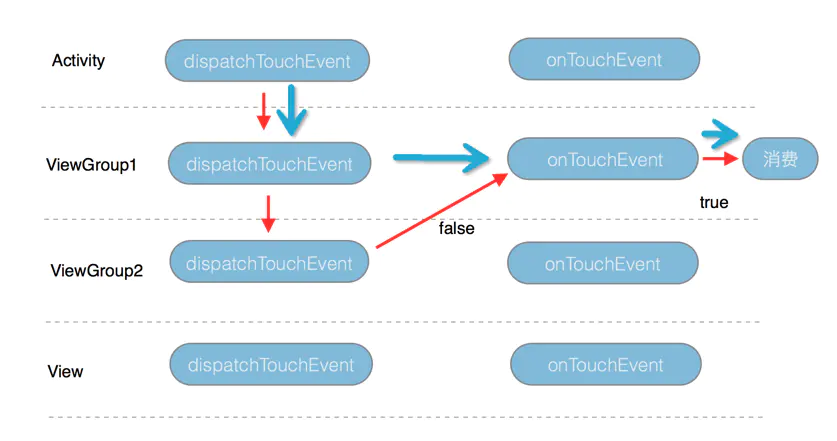 Activity
dispatchTouchEvent
onTouchEvent
ViewGroup1
dispatchTouchEvent
onTouchEvent
消费
true
false
ViewGroup2
dispatchTouchEvent
onTouchEvent
View
dispatchTouchEvent
onTouchEvent